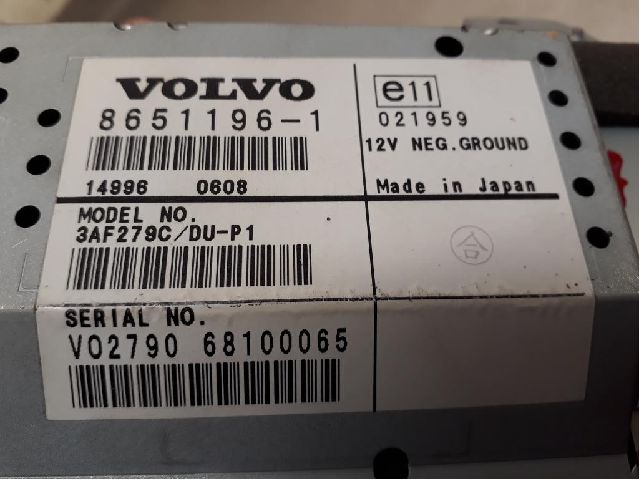 VOLVO
8651196-1
14996 0608
e11
021959
12V NEG.GROUND
Made in Japan
MODEL NO.
3AF279C/DU-P1
合
SERIAL NO.
VO2790 68100065